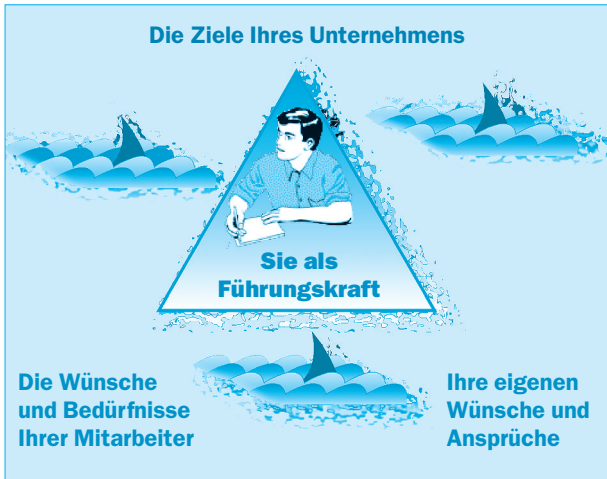 Die Ziele Ihres Unternehmens
Sie als
Führungskraft
Die Wünsche
und Bedürfnisse
Ihrer Mitarbeiter
Ihre eigenen
Wünsche und
Ansprüche